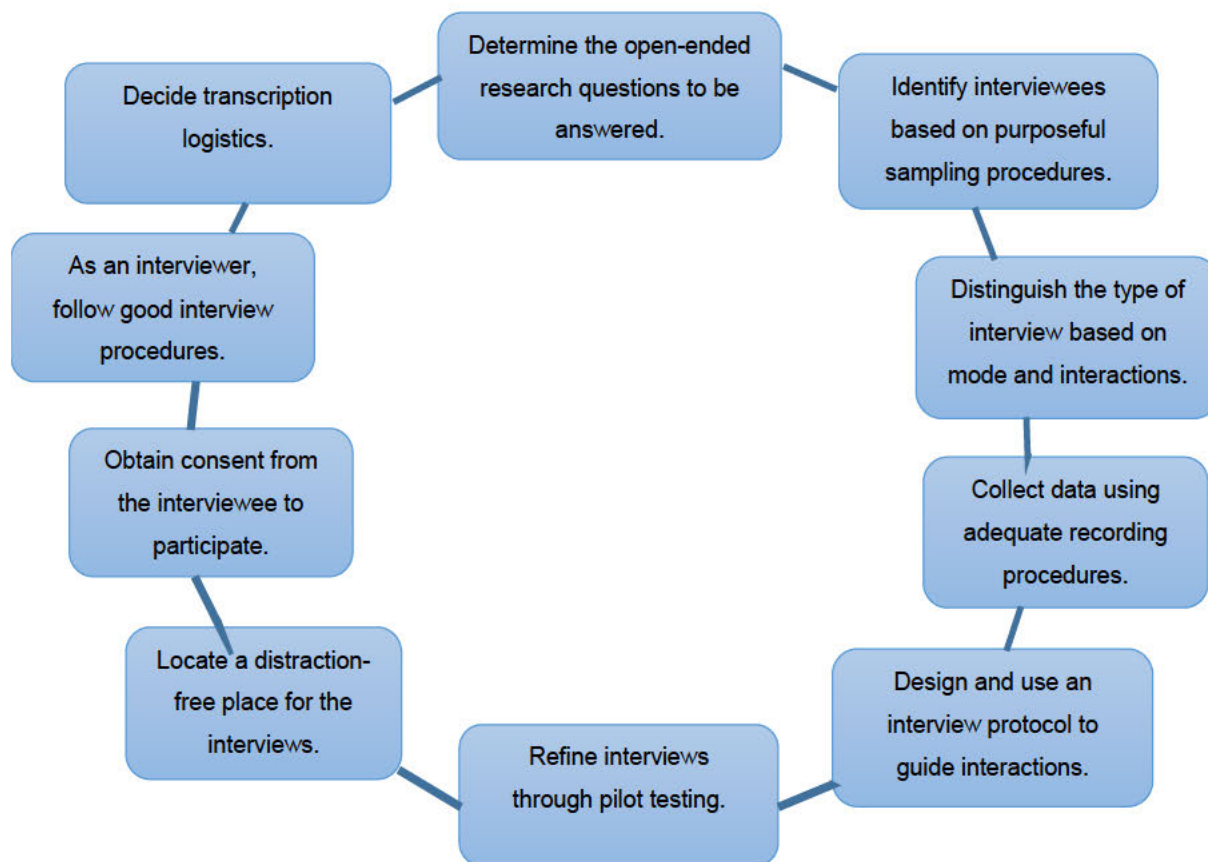 Determine the open-ended
research questions to be
answered.
Identify interviewees
based on purposeful
sampling procedures.
Distinguish the type of
interview based on
mode and interactions.
Collect data using
adequate recording
procedures.
Design and use an
interview protocol to
guide interactions.
Refine interviews
through pilot testing.
Locate a distraction-
free place for the
interviews.
Obtain consent from
the interviewee to
participate.
As an interviewer,
follow good interview
procedures.
Decide transcription
logistics.